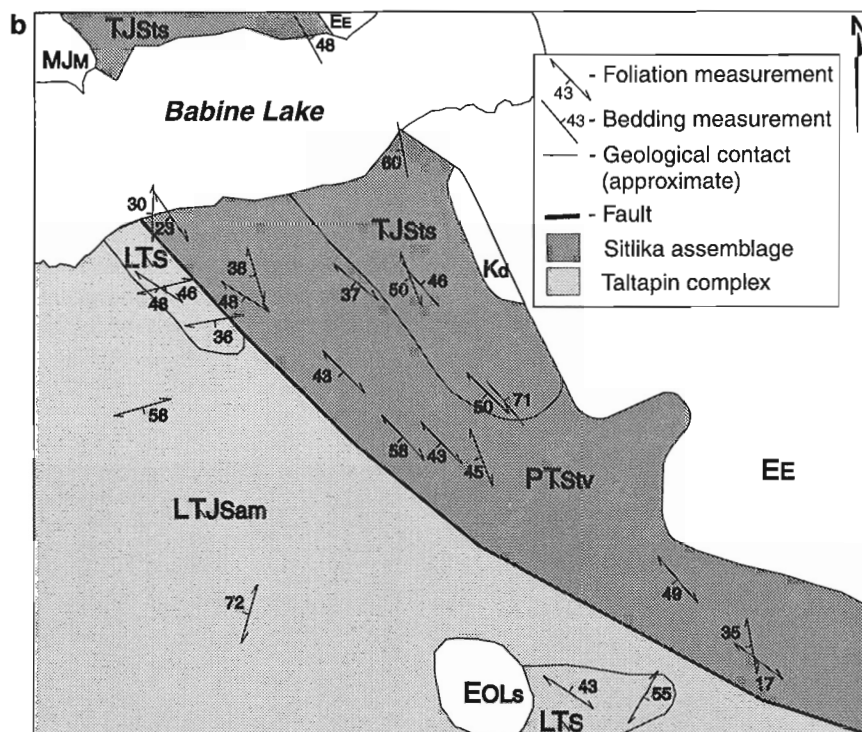 b
TJSts
EE
48
N
MJM
Babine Lake
43 - Foliation measurement
43 - Bedding measurement
- Geological contact
(approximate)
- Fault
Sitlika assemblage
Taltapin complex
60
30
23
TJSts
Kd
LTS
38
48
46
48
37
50
46
36
43
50
71
58
58
43
45
PTStv
EE
LTJSam
72
49
35
17
EOLs
43
55
LTS